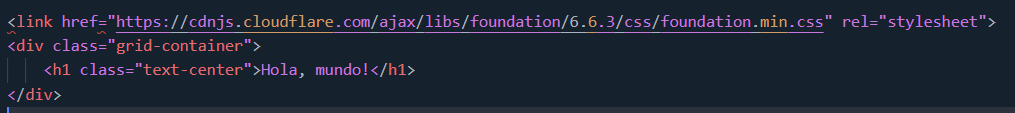 <link href="https://cdnjs.cloudflare.com/ajax/libs/foundation/6.6.3/css/foundation.min.css" rel="stylesheet">
<div class="grid-container">
    <h1 class="text-center">Hola, mundo!</h1>
</div>